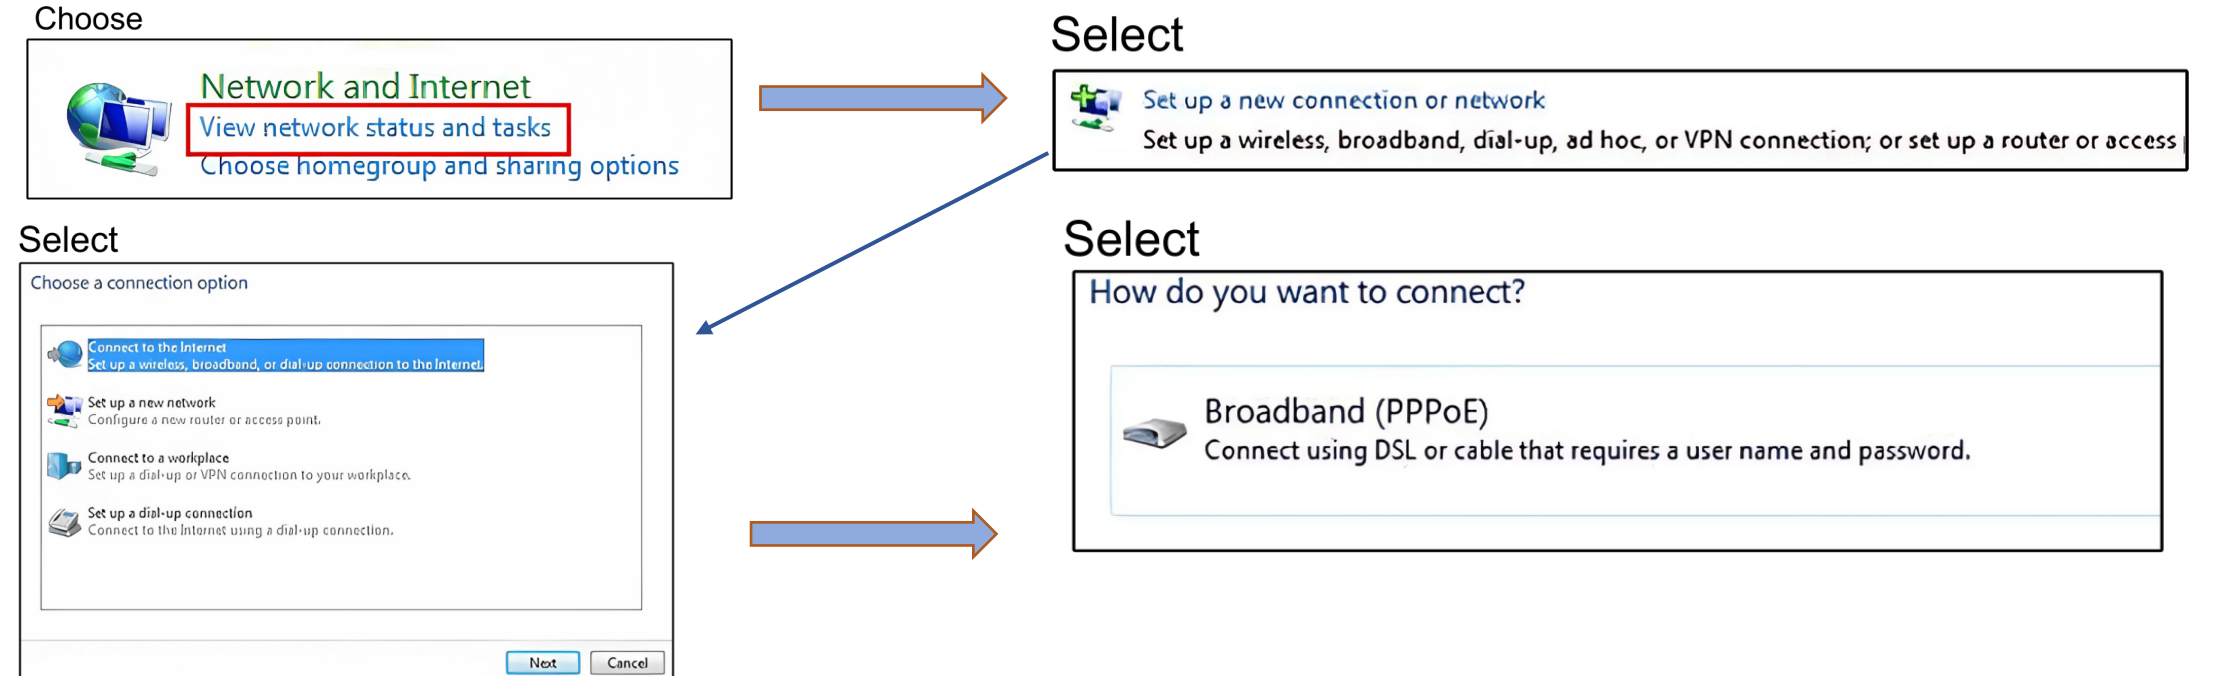 Choose
Network and Internet
View network status and tasks
Choose homegroup and sharing options
Select
Set up a new connection or network
Set up a wireless, broadband, dial-up, ad hoc, or VPN connection; or set up a router or access
Select
Choose a connection option
Connect to the Internet
Set up a wireless, broadband, or dial-up connection to the Internet.
Set up a new network
Configure a new router or access point.
Connect to a workplace
Set up a dial-up or VPN connection to your workplace.
Set up a dial-up connection
Connect to the Internet using a dial-up connection.
Next
Cancel
Select
How do you want to connect?
Broadband (PPPoE)
Connect using DSL or cable that requires a user name and password.